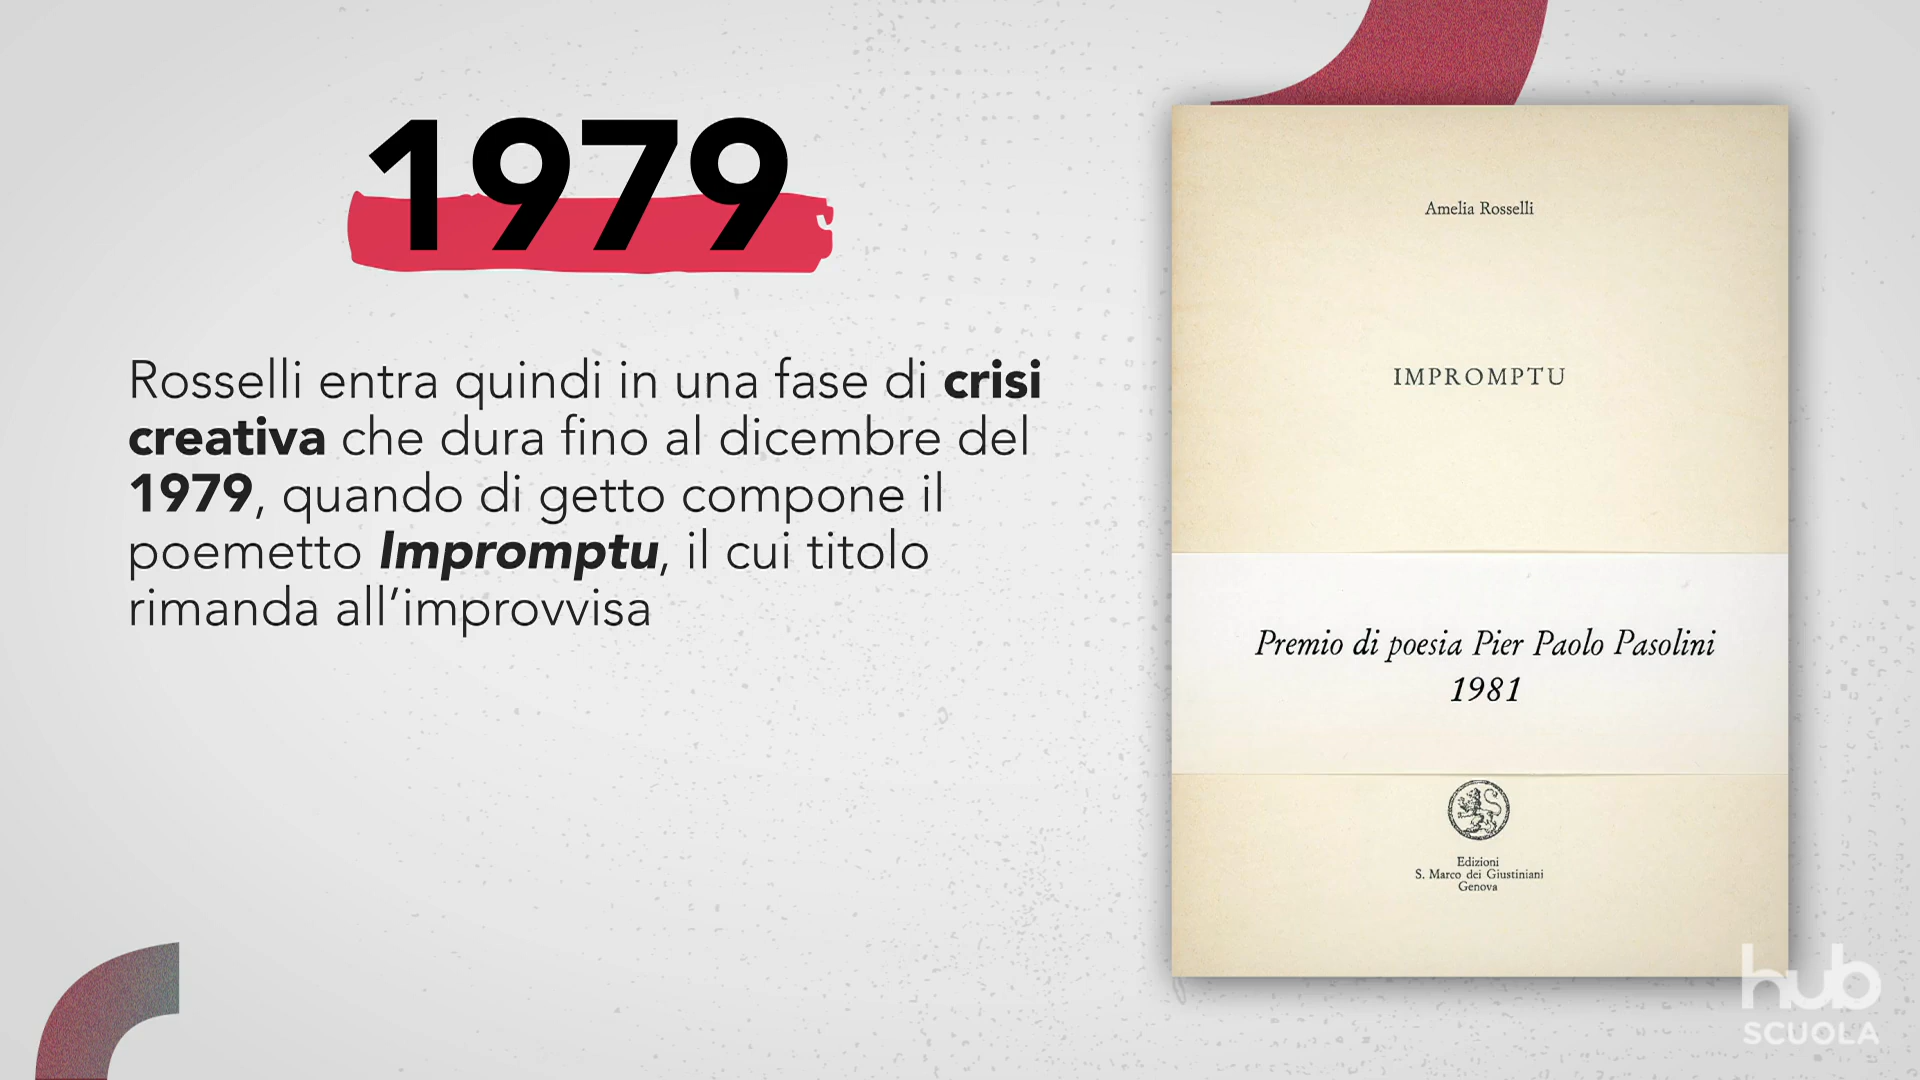 1979
Rosselli entra quindi in una fase di crisi
creativa che dura fino al dicembre del
1979, quando di getto compone il
poemetto Impromptu, il cui titolo
rimanda all’improvvisa
Amelia Rosselli
IMPROMPTU
Premio di poesia Pier Paolo Pasolini
1981
Edizioni
S. Marco dei Giustiniani
Genova
hub
SCUOLA